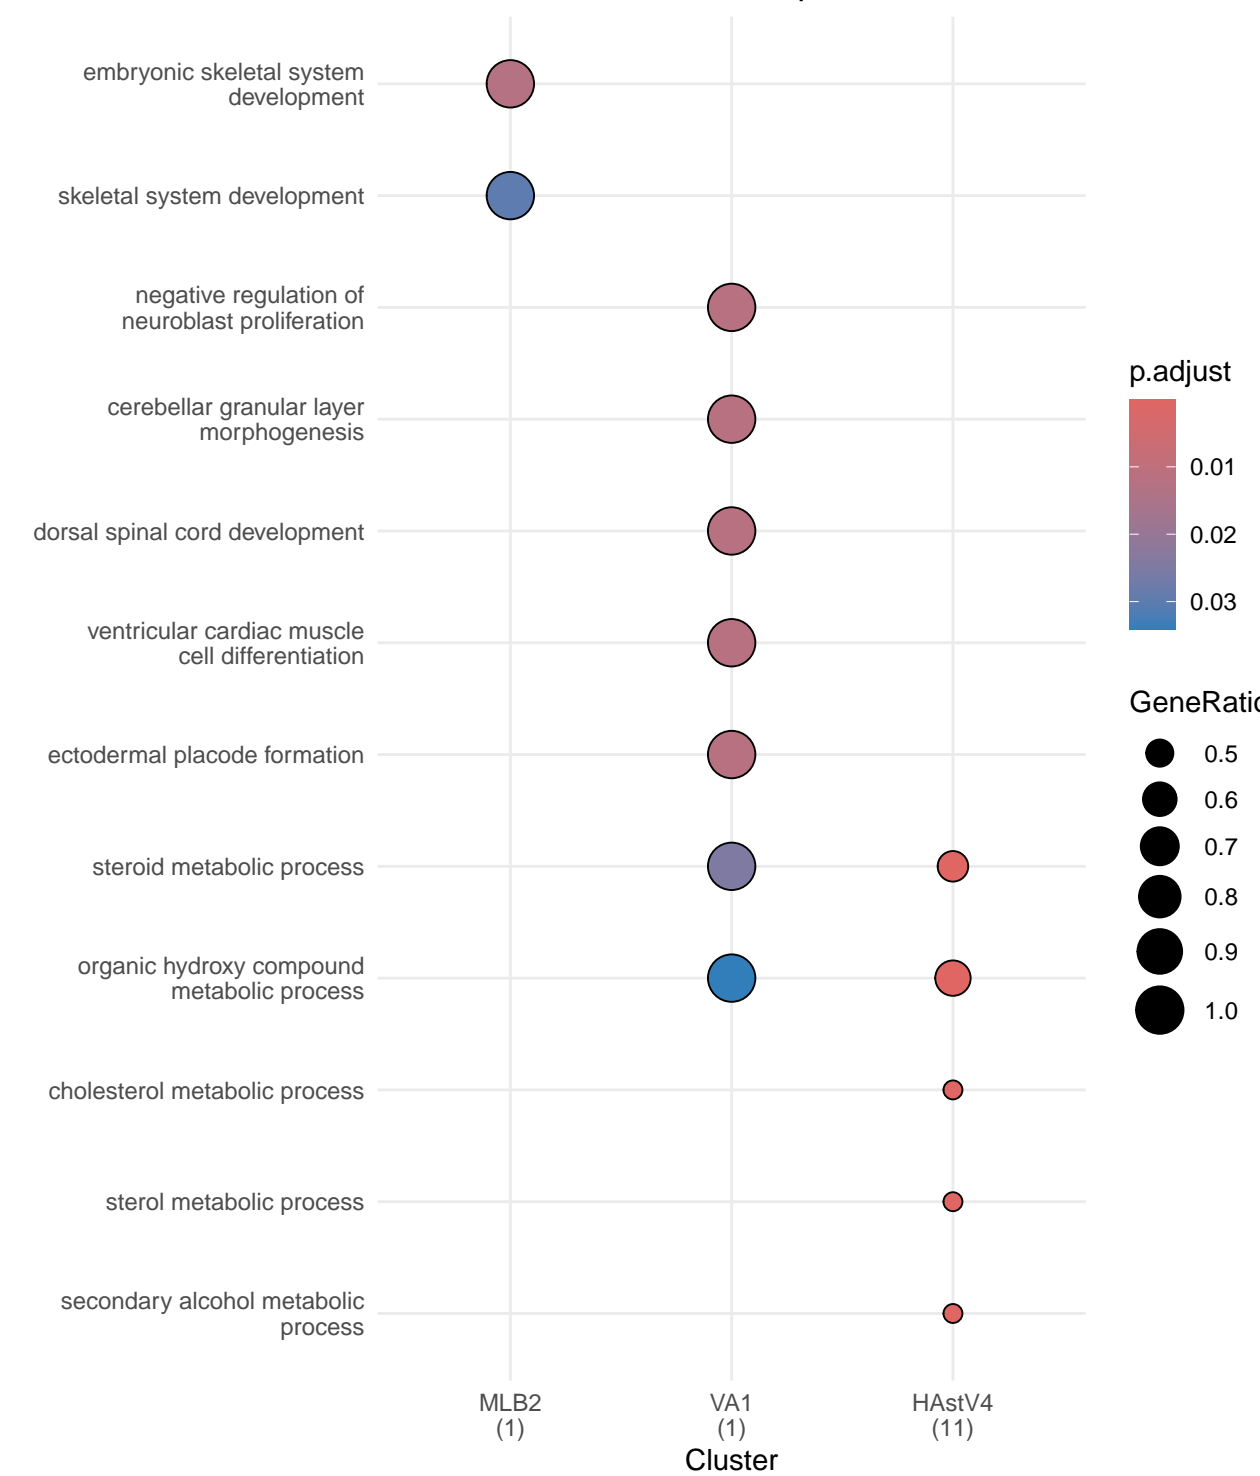 embryonic skeletal system
development
skeletal system development
negative regulation of
neuroblast proliferation
cerebellar granular layer
morphogenesis
dorsal spinal cord development
ventricular cardiac muscle
cell differentiation
ectodermal placode formation
steroid metabolic process
organic hydroxy compound
metabolic process
cholesterol metabolic process
sterol metabolic process
secondary alcohol metabolic
process
MLB2
(1)
VA1
(1)
HAstV4
(11)
Cluster
p.adjust
0.01
0.02
0.03
GeneRatio
0.5
0.6
0.7
0.8
0.9
1.0